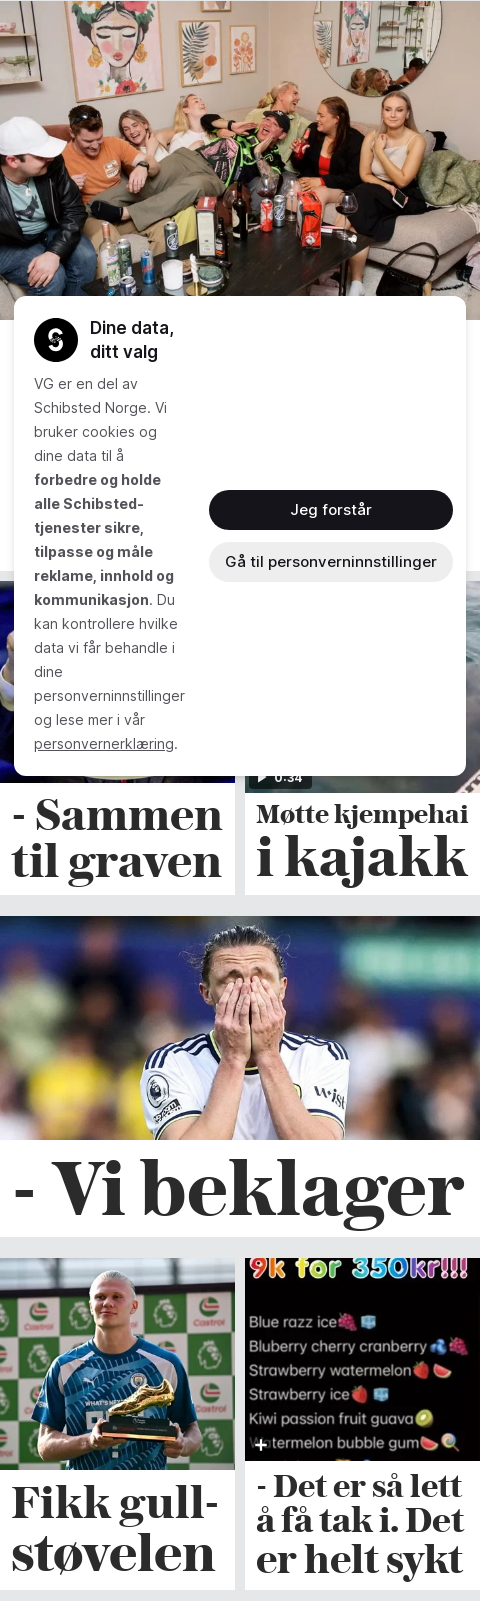 Dine data,
ditt valg
VG er en del av
Schibsted Norge. Vi
bruker cookies og
dine data til å
forbedre og holde
alle Schibsted-
tjenester sikre,
tilpasse og måle
reklame, innhold og
kommunikasjon. Du
kan kontrollere hvilke
data vi får behandle i
dine
personverninnstillinger
og lese mer i vår
personvernerklæring.
Jeg forstår
Gå til personverninnstillinger
0:34
- Sammen
til graven
Møtte kjempehai
i kajakk
- Vi beklager
Castrol
Castrol
Castrol
Fikk gull-
støvelen
9k for 350kr!!!
Blue razz ice
Bluberry cherry cranberry
Strawberry watermelon
Strawberry ice
Kiwi passion fruit guava
Watermelon bubble gum
- Det er så lett
å få tak i. Det
er helt sykt